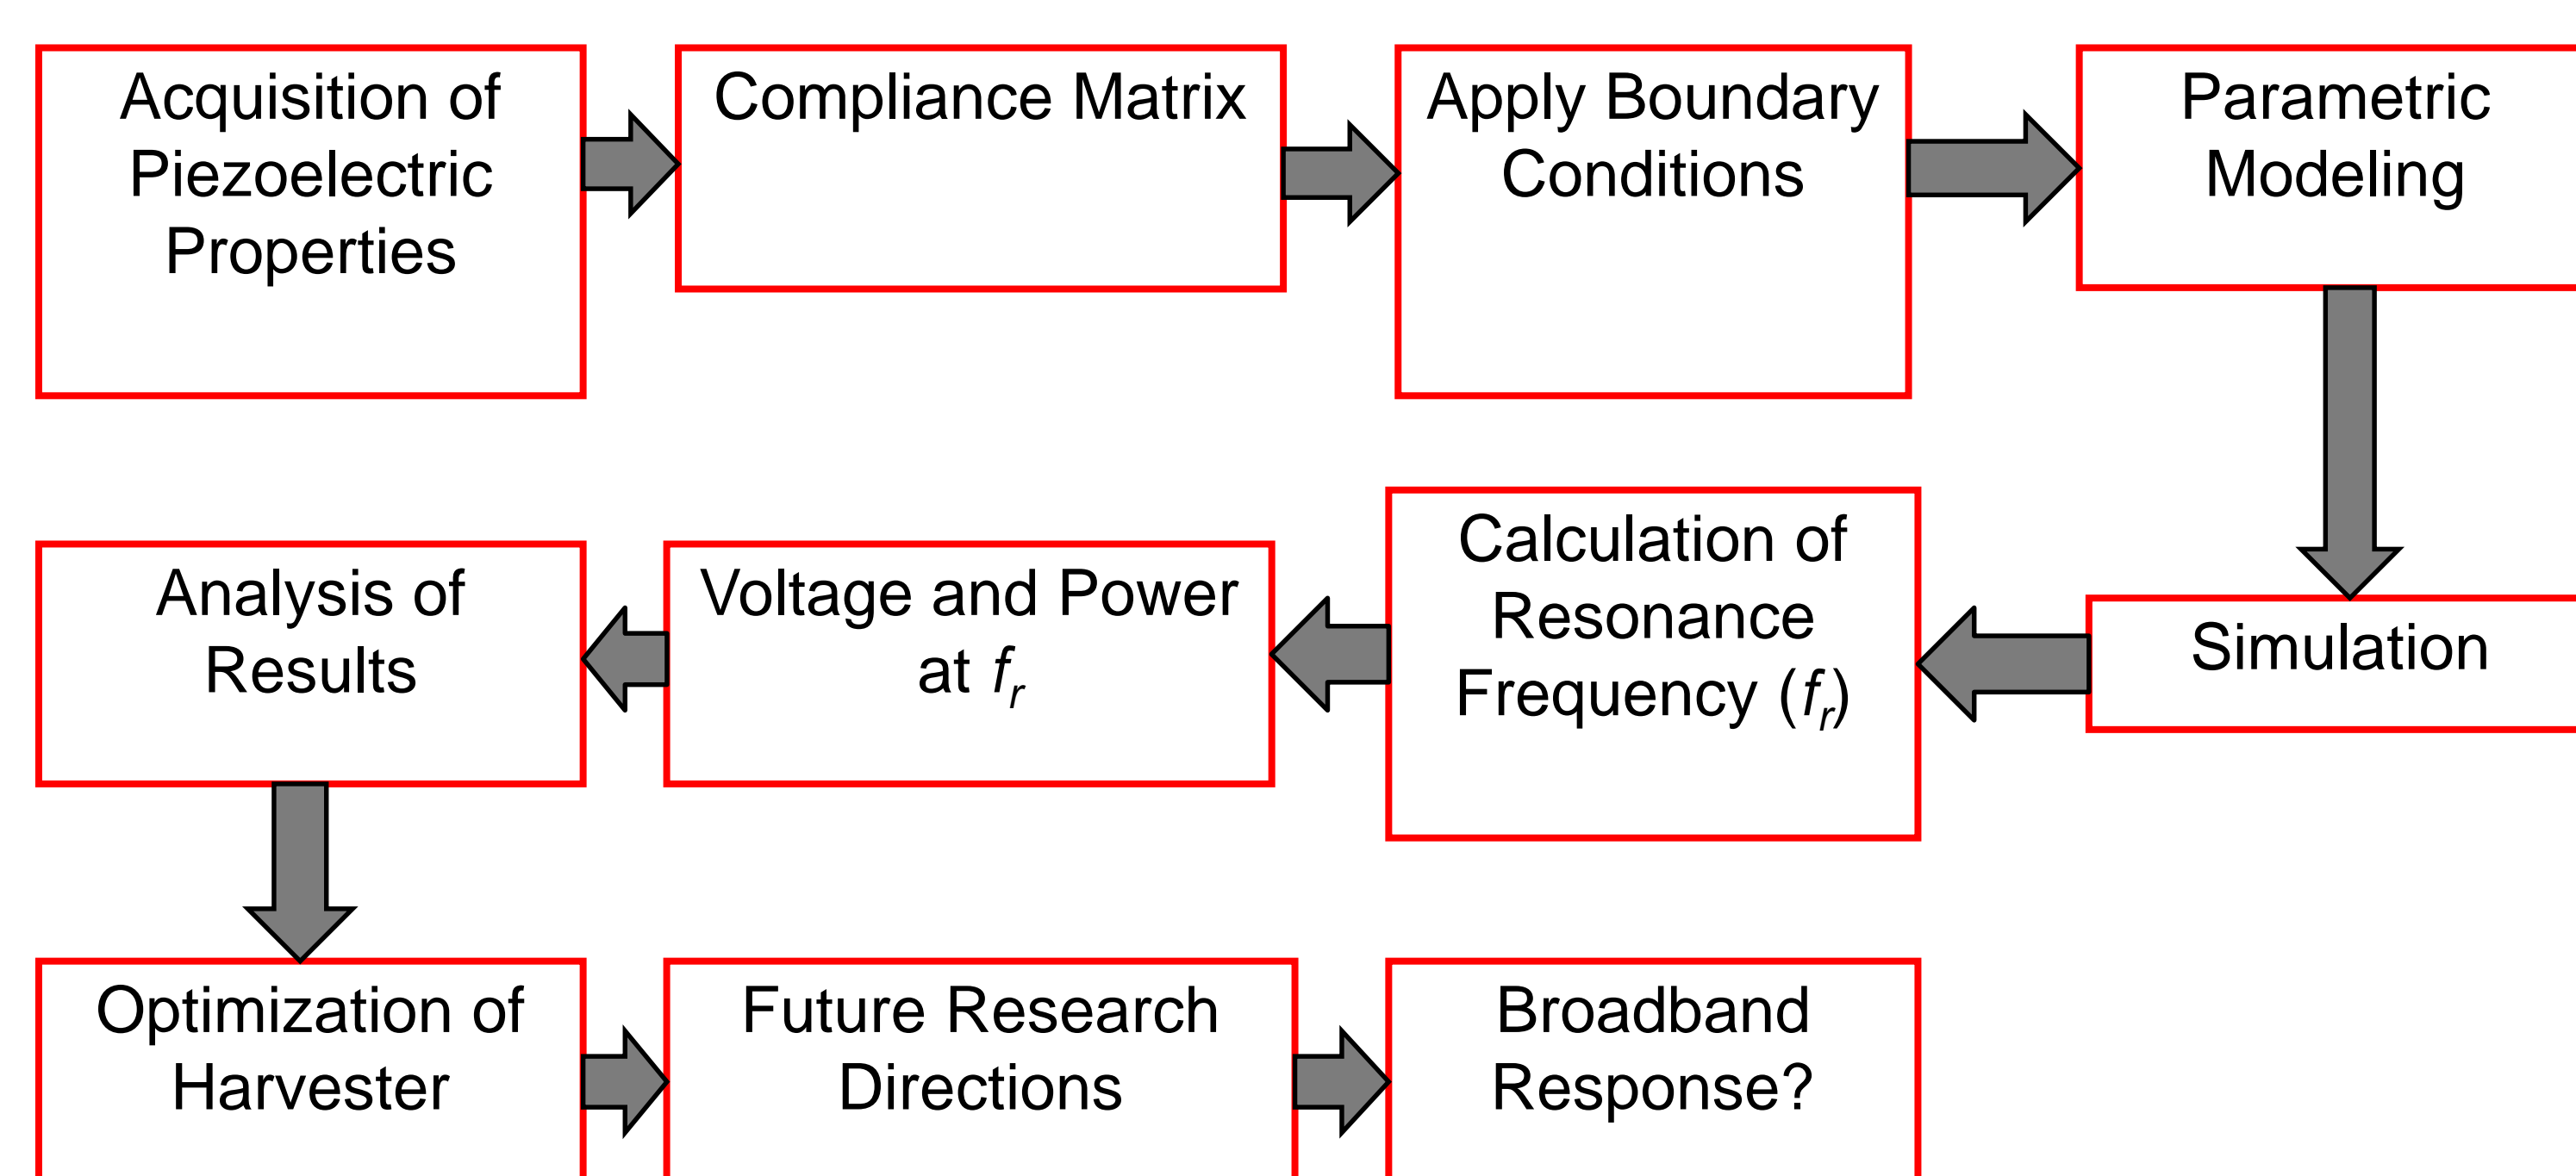 Acquisition of
Piezoelectric
Properties
Compliance Matrix
Apply Boundary
Conditions
Parametric
Modeling
Simulation
Calculation of
Resonance
Frequency (fr)
Voltage and Power
at fr
Analysis of
Results
Optimization of
Harvester
Future Research
Directions
Broadband
Response?